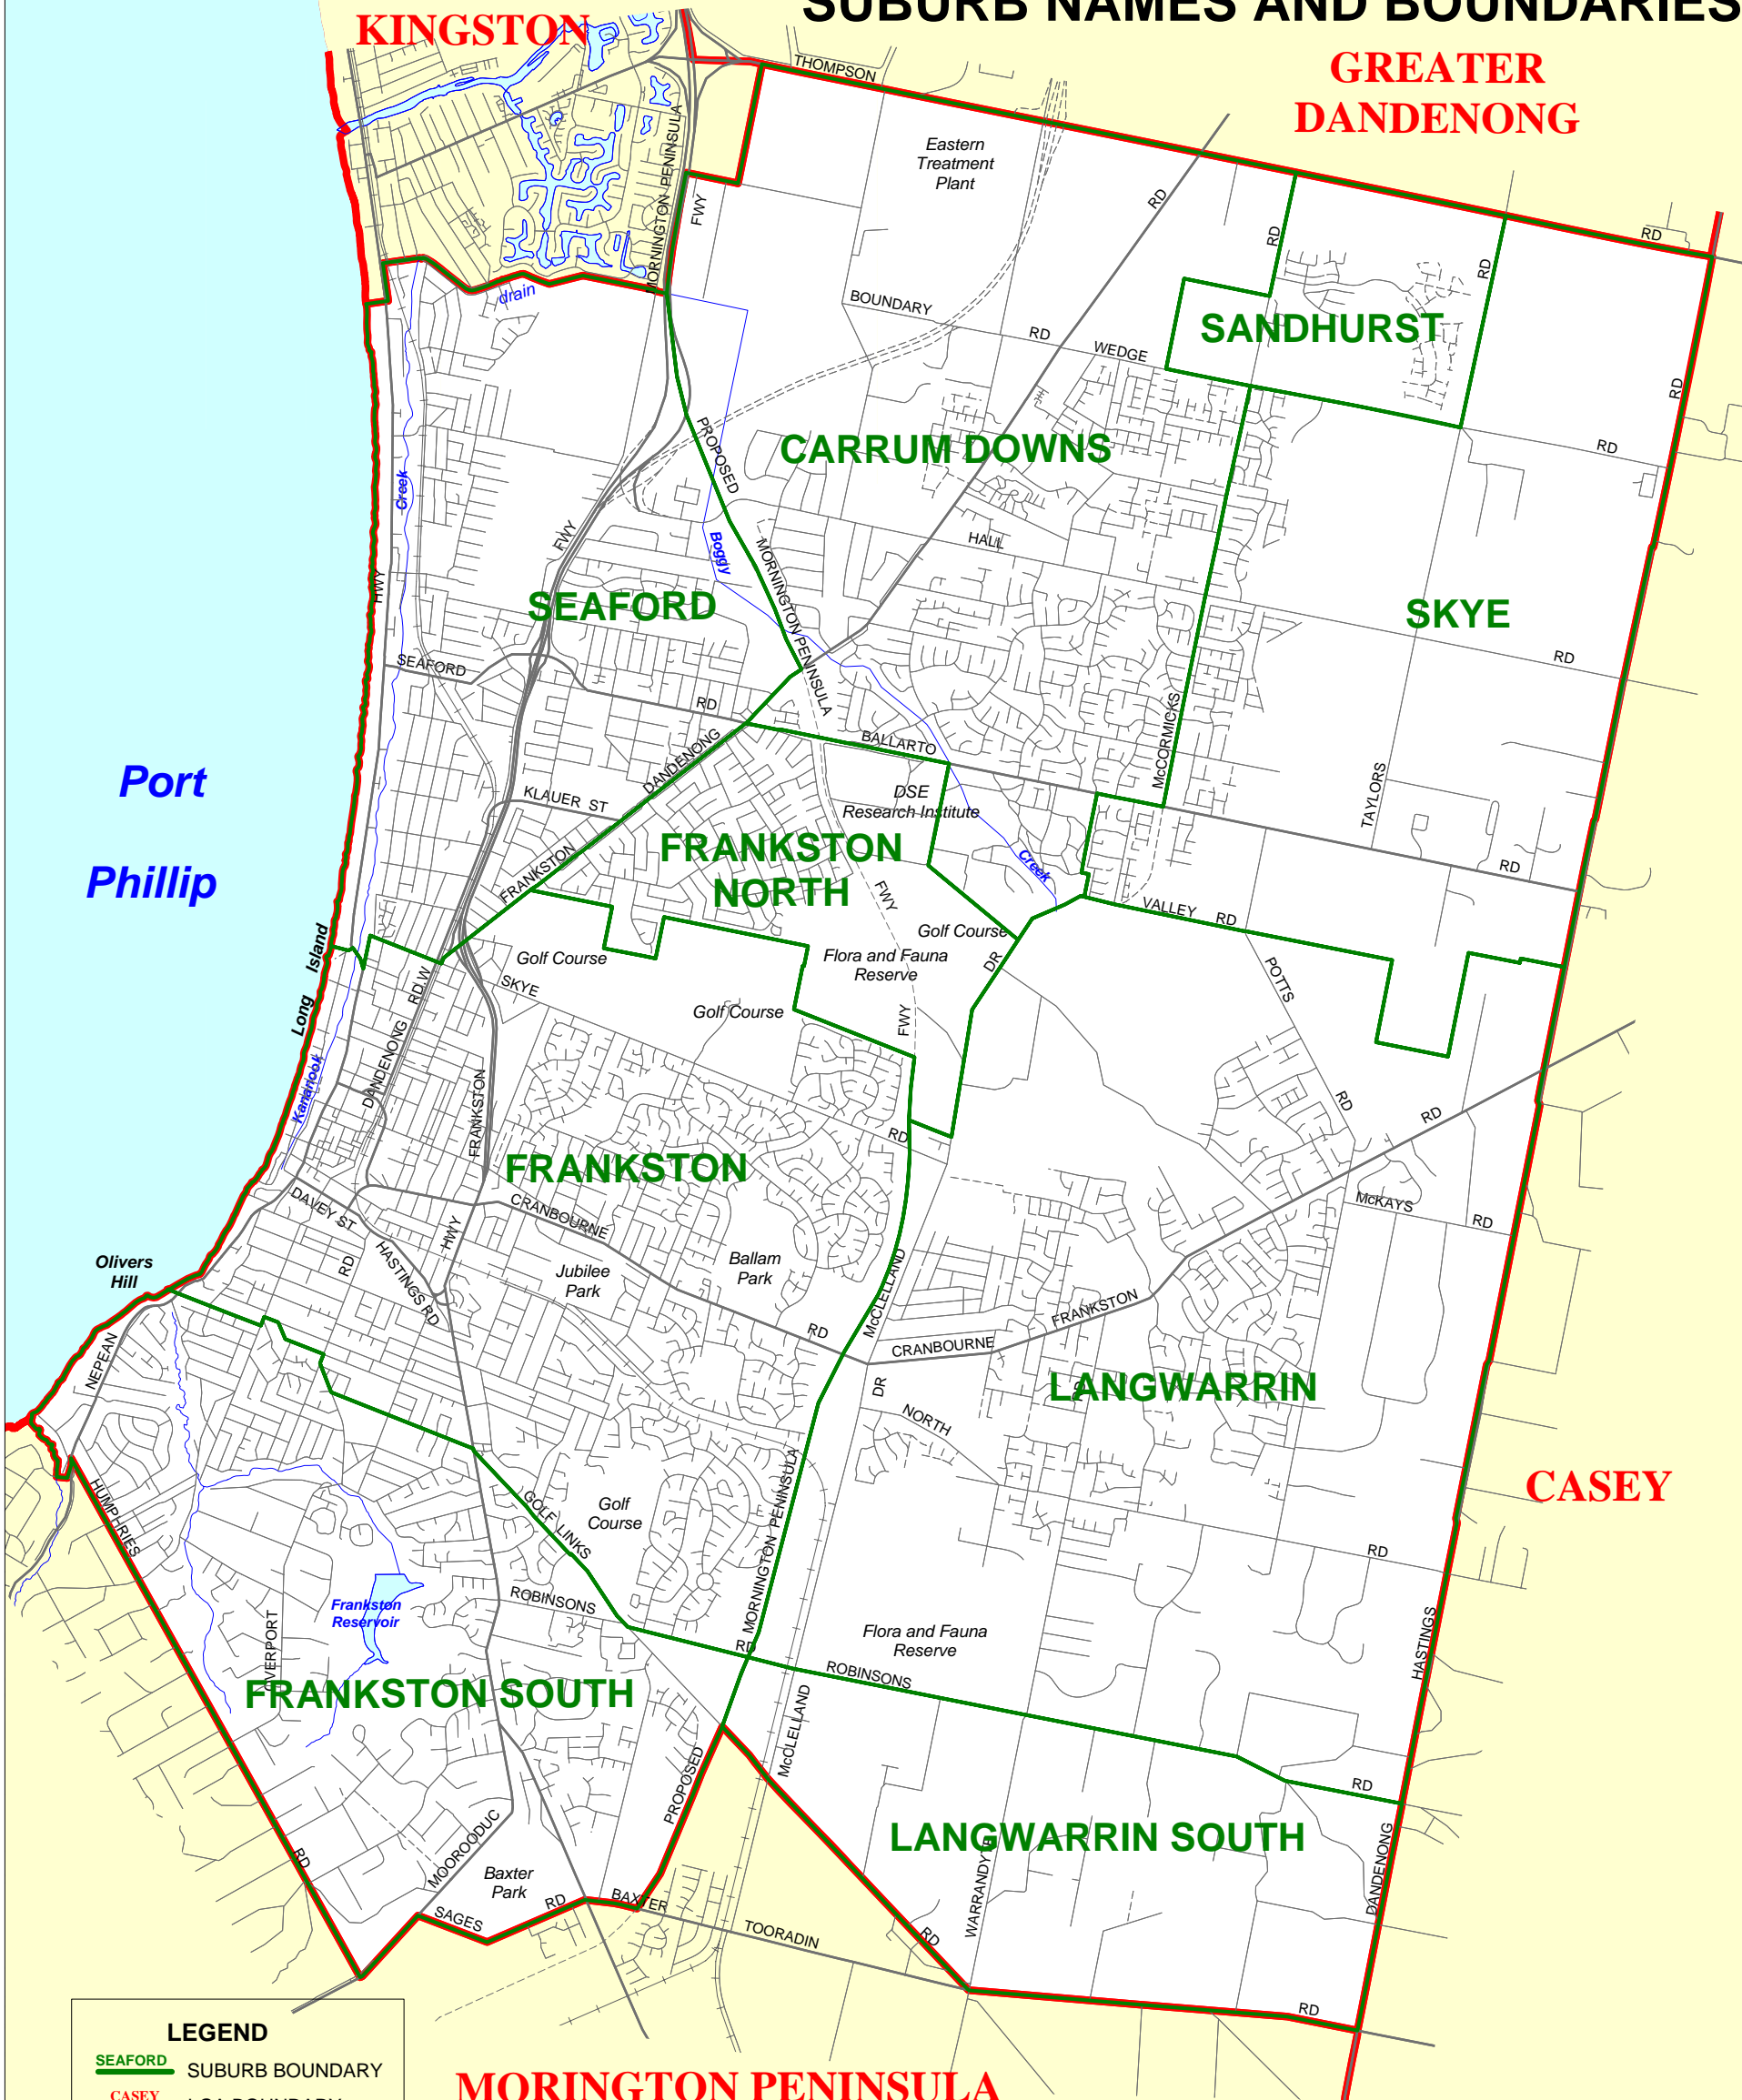 SUBURB NAMES AND BOUNDARIES
KINGSTON
GREATER
DANDENONG
THOMPSON
RD
Eastern
Treatment
Plant
MORNINGTON PENINSULA
FWY
RD
RD
RD
RD
drain
BOUNDARY
RD
WEDGE
RD
SANDHURST
CARRUM DOWNS
PROPOSED
MORNINGTON PENINSULA
FWY
Creek
HWY
FWY
Boggy
HALL
RD
SEAFORD
SKYE
SEAFORD
RD
BALLARTO
RD
McCORMICKS
TAYLORS
Port
Phillip
KLAUER ST
FRANKSTON
DANDENONG
DSE
Research Institute
FRANKSTON
NORTH
Creek
VALLEY RD
Golf Course
Flora and Fauna
Reserve
DR
Golf Course
SKYE
RD
Golf Course
FWY
POTTS
RD
Long Island
Kananook
DANDENONG
RD.W
FRANKSTON
HWY
FRANKSTON
RD
McKAYS
RD
DAVEY ST
CRANBOURNE
RD
HASTINGS RD
RD
Olivers
Hill
Jubilee
Park
Ballam
Park
McCLELLAND
DR
CRANBOURNE
FRANKSTON
LANGWARRIN
NORTH
RD
NEPEAN
CASEY
HUMPHRIES
RD
GOLF LINKS
Golf
Course
MORNINGTON PENINSULA
Frankston
Reservoir
OVERPORT
ROBINSONS
RD
Flora and Fauna
Reserve
ROBINSONS
RD
HASTINGS
FRANKSTON SOUTH
McCLELLAND
PROPOSED
LANGWARRIN SOUTH
WARRANDYTE
DANDENONG
MOOROODUC
Baxter
Park
SAGES
RD
BAXTER
TOORADIN
RD
RD
LEGEND
SEAFORD SUBURB BOUNDARY
CASEY
MORINGTON PENINSULA